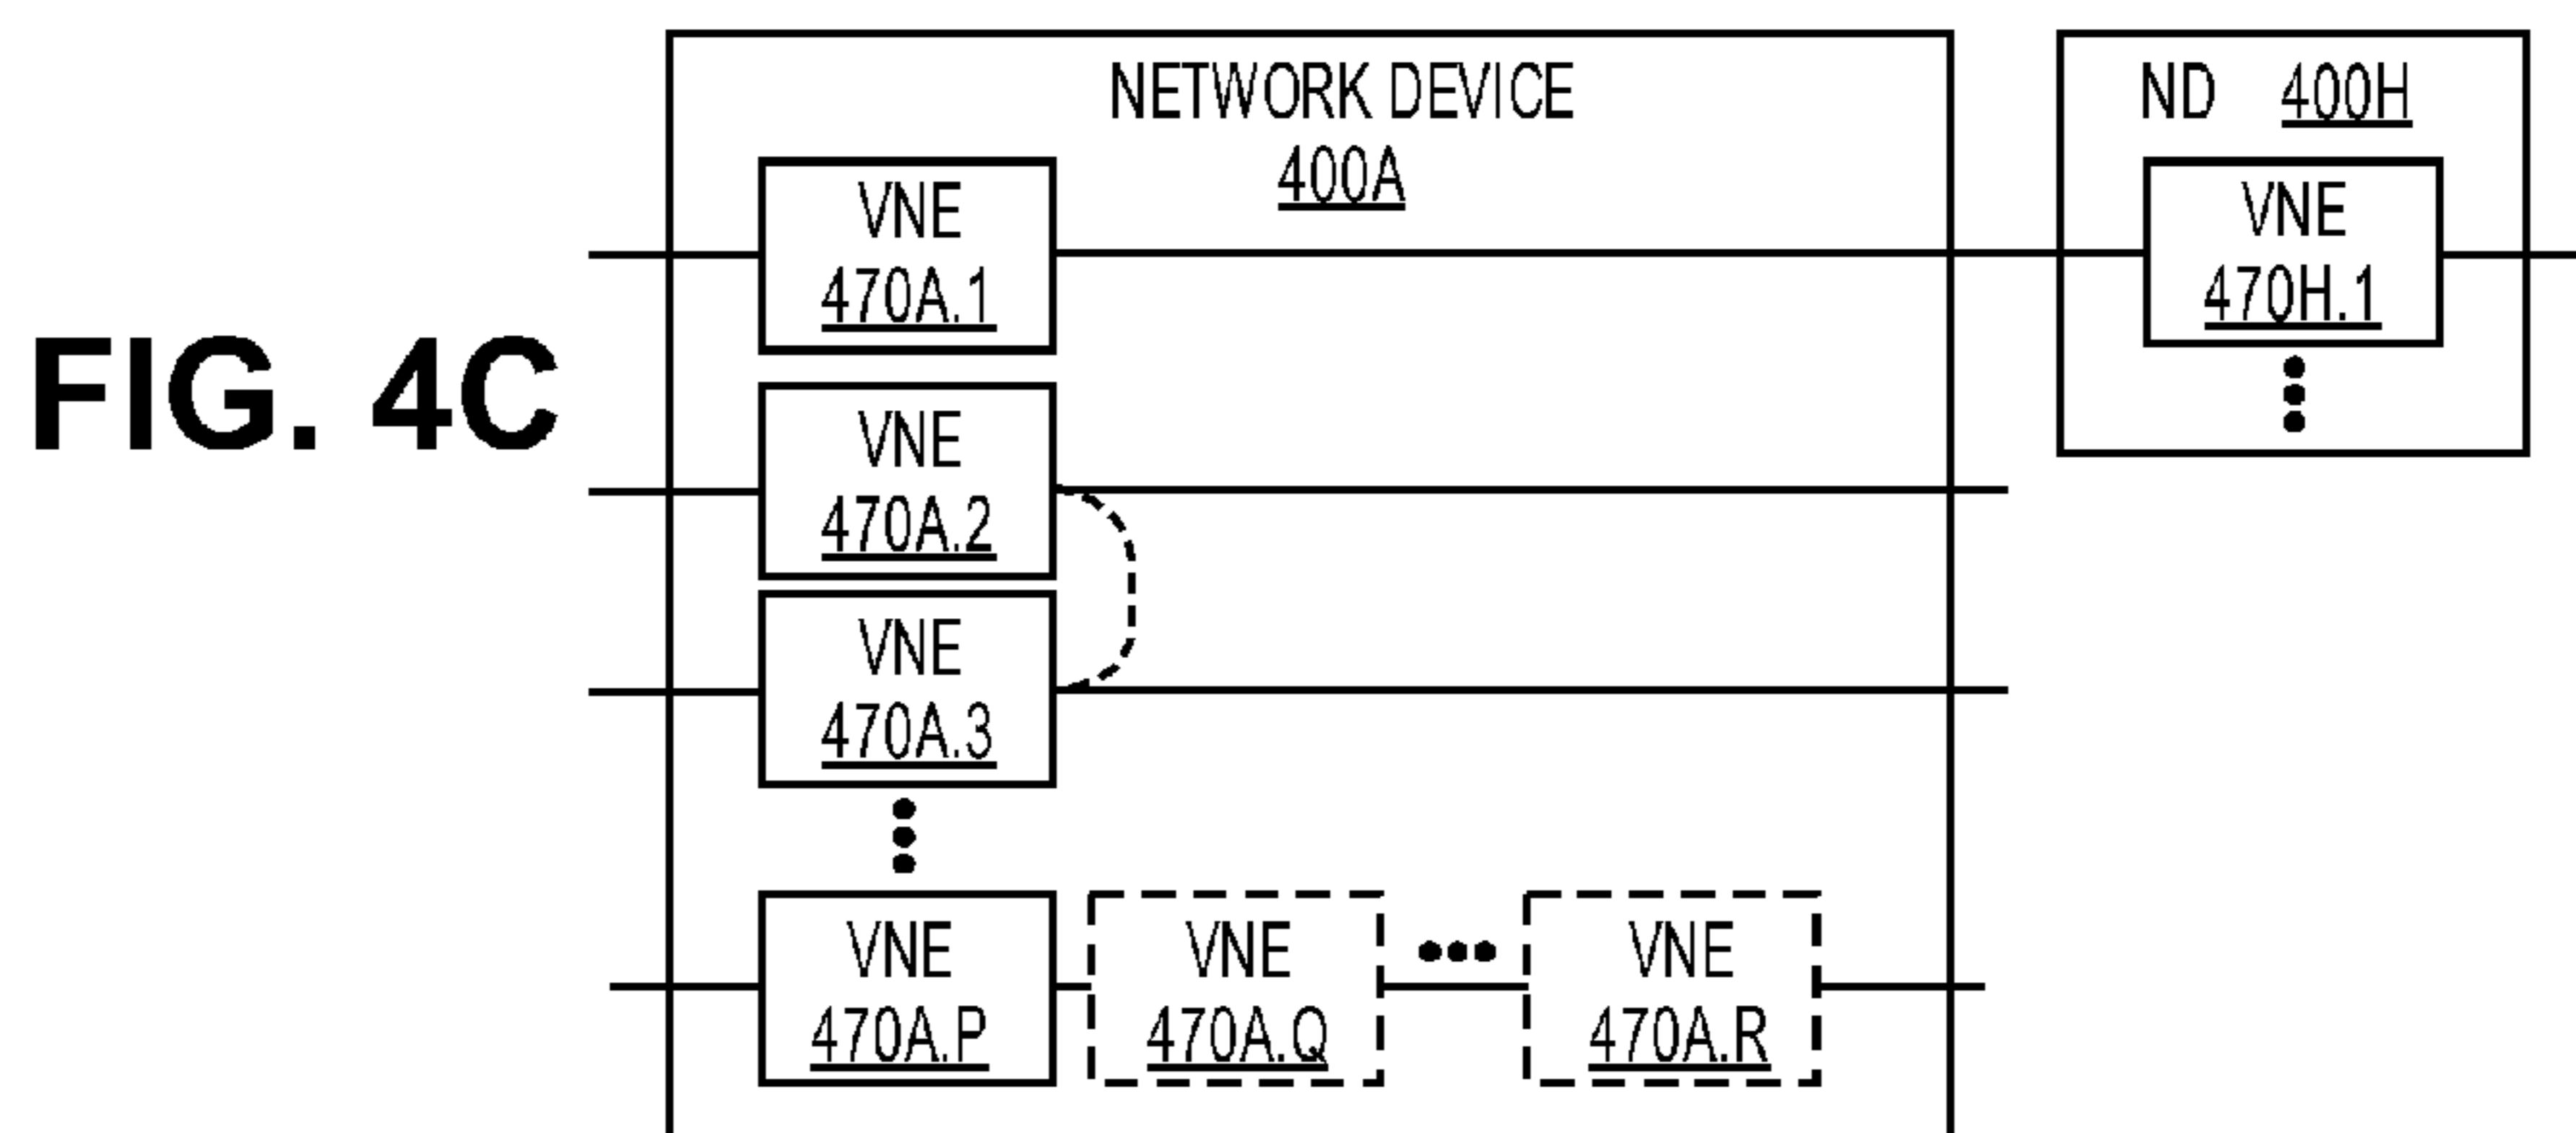 FIG. 4C
NETWORK DEVICE
400A
VNE
470A.1
VNE
470A.2
VNE
470A.3
VNE
470A.P
VNE
470A.Q
VNE
470A.R
ND 400H
VNE
470H.1